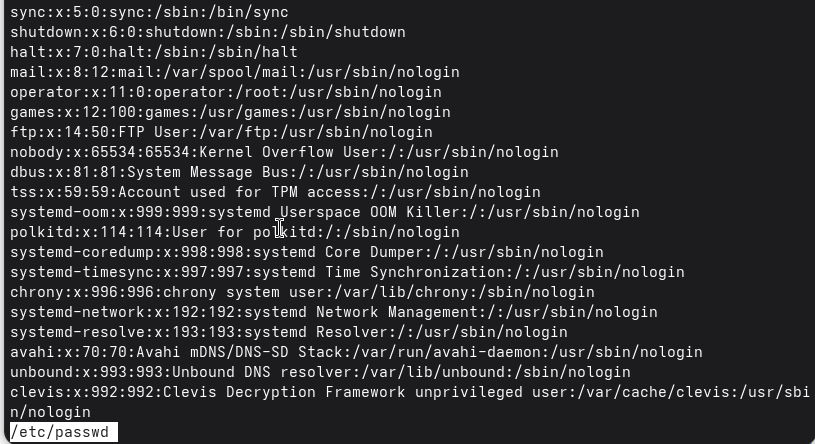 sync:x:5:0:sync:/sbin:/bin/sync
shutdown:x:6:0:shutdown:/sbin:/sbin/shutdown
halt:x:7:0:halt:/sbin:/sbin/halt
mail:x:8:12:mail:/var/spool/mail:/usr/sbin/nologin
operator:x:11:0:operator:/root:/usr/sbin/nologin
games:x:12:100:games:/usr/games:/usr/sbin/nologin
ftp:x:14:50:FTP User:/var/ftp:/usr/sbin/nologin
nobody:x:65534:65534:Kernel Overflow User:/:/usr/sbin/nologin
dbus:x:81:81:System Message Bus:/:/usr/sbin/nologin
tss:x:59:59:Account used for TPM access:/:/usr/sbin/nologin
systemd-oom:x:999:999:systemd Userspace OOM Killer:/:/usr/sbin/nologin
polkitd:x:114:114:User for polkitd:/:/sbin/nologin
systemd-coredump:x:998:998:systemd Core Dumper:/:/usr/sbin/nologin
systemd-timesync:x:997:997:systemd Time Synchronization:/:/usr/sbin/nologin
chrony:x:996:996:chrony system user:/var/lib/chrony:/sbin/nologin
systemd-network:x:192:192:systemd Network Management:/:/usr/sbin/nologin
systemd-resolve:x:193:193:systemd Resolver:/:/usr/sbin/nologin
avahi:x:70:70:Avahi mDNS/DNS-SD Stack:/var/run/avahi-daemon:/usr/sbin/nologin
unbound:x:993:993:Unbound DNS resolver:/var/lib/unbound:/sbin/nologin
clevis:x:992:992:Clevis Decryption Framework unprivileged user:/var/cache/clevis:/usr/sbi
n/nologin
/etc/passwd